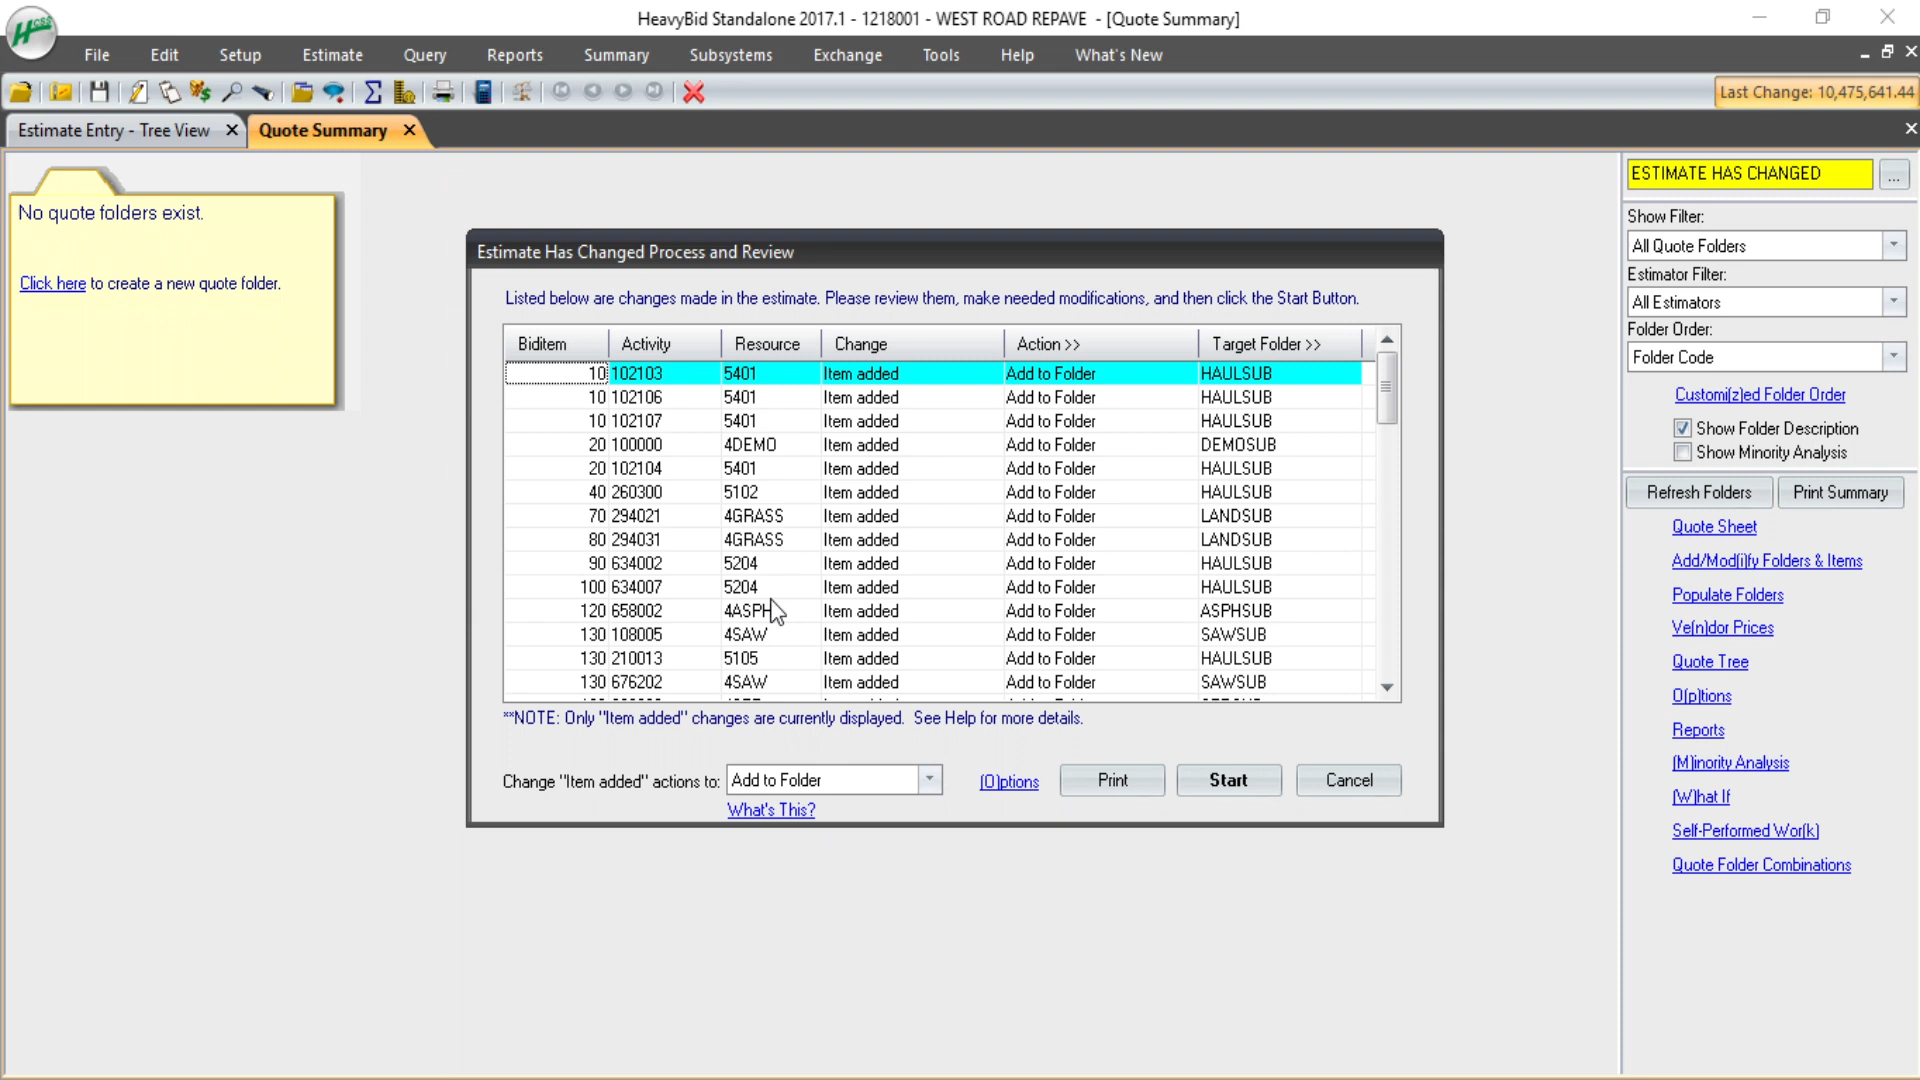 HeavyBid Standalone 2017.1 - 1218001 - WEST ROAD REPAVE - [Quote Summary]
HCSS
File Edit Setup Estimate Query Reports Summary Subsystems Exchange Tools Help What's New
Last Change: 10,475,641.44
Estimate Entry - Tree View Quote Summary
No quote folders exist.
Click here to create a new quote folder.
Estimate Has Changed Process and Review
Listed below are changes made in the estimate. Please review them, make needed modifications, and then click the Start Button.
Biditem Activity Resource Change Action >> Target Folder >>
10 102103 5401 Item added Add to Folder HAULSUB
10 102106 5401 Item added Add to Folder HAULSUB
10 102107 5401 Item added Add to Folder HAULSUB
20 100000 4DEMO Item added Add to Folder DEMOSUB
20 102104 5401 Item added Add to Folder HAULSUB
40 260300 5102 Item added Add to Folder HAULSUB
70 294021 4GRASS Item added Add to Folder LANDSUB
80 294031 4GRASS Item added Add to Folder LANDSUB
90 634002 5204 Item added Add to Folder HAULSUB
100 634007 5204 Item added Add to Folder HAULSUB
120 658002 4ASPH Item added Add to Folder ASPHSUB
130 108005 4SAW Item added Add to Folder SAWSUB
130 210013 5105 Item added Add to Folder HAULSUB
130 676202 4SAW Item added Add to Folder SAWSUB
**NOTE: Only "Item added" changes are currently displayed. See Help for more details.
Change "Item added" actions to: Add to Folder [O]ptions Print Start Cancel
What's This?
ESTIMATE HAS CHANGED ...
Show Filter:
All Quote Folders
Estimator Filter:
All Estimators
Folder Order:
Folder Code
Customi[z]ed Folder Order
Show Folder Description
Show Minority Analysis
Refresh Folders Print Summary
Quote Sheet
Add/Mod[i]fy Folders & Items
Populate Folders
Ve[n]dor Prices
Quote Tree
O[p]tions
Reports
[M]inority Analysis
[W]hat If
Self-Performed Wor[k]
Quote Folder Combinations